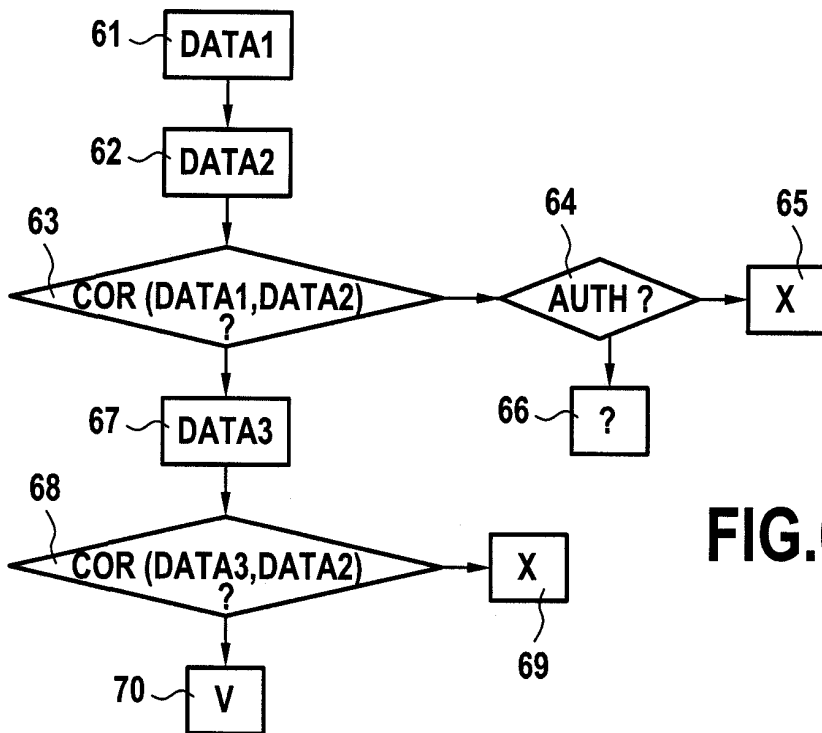 61
DATA1
62
DATA2
63
COR (DATA1,DATA2)
?
64
AUTH ?
65
X
66
?
67
DATA3
68
COR (DATA3,DATA2)
?
X
69
70
V
FIG.